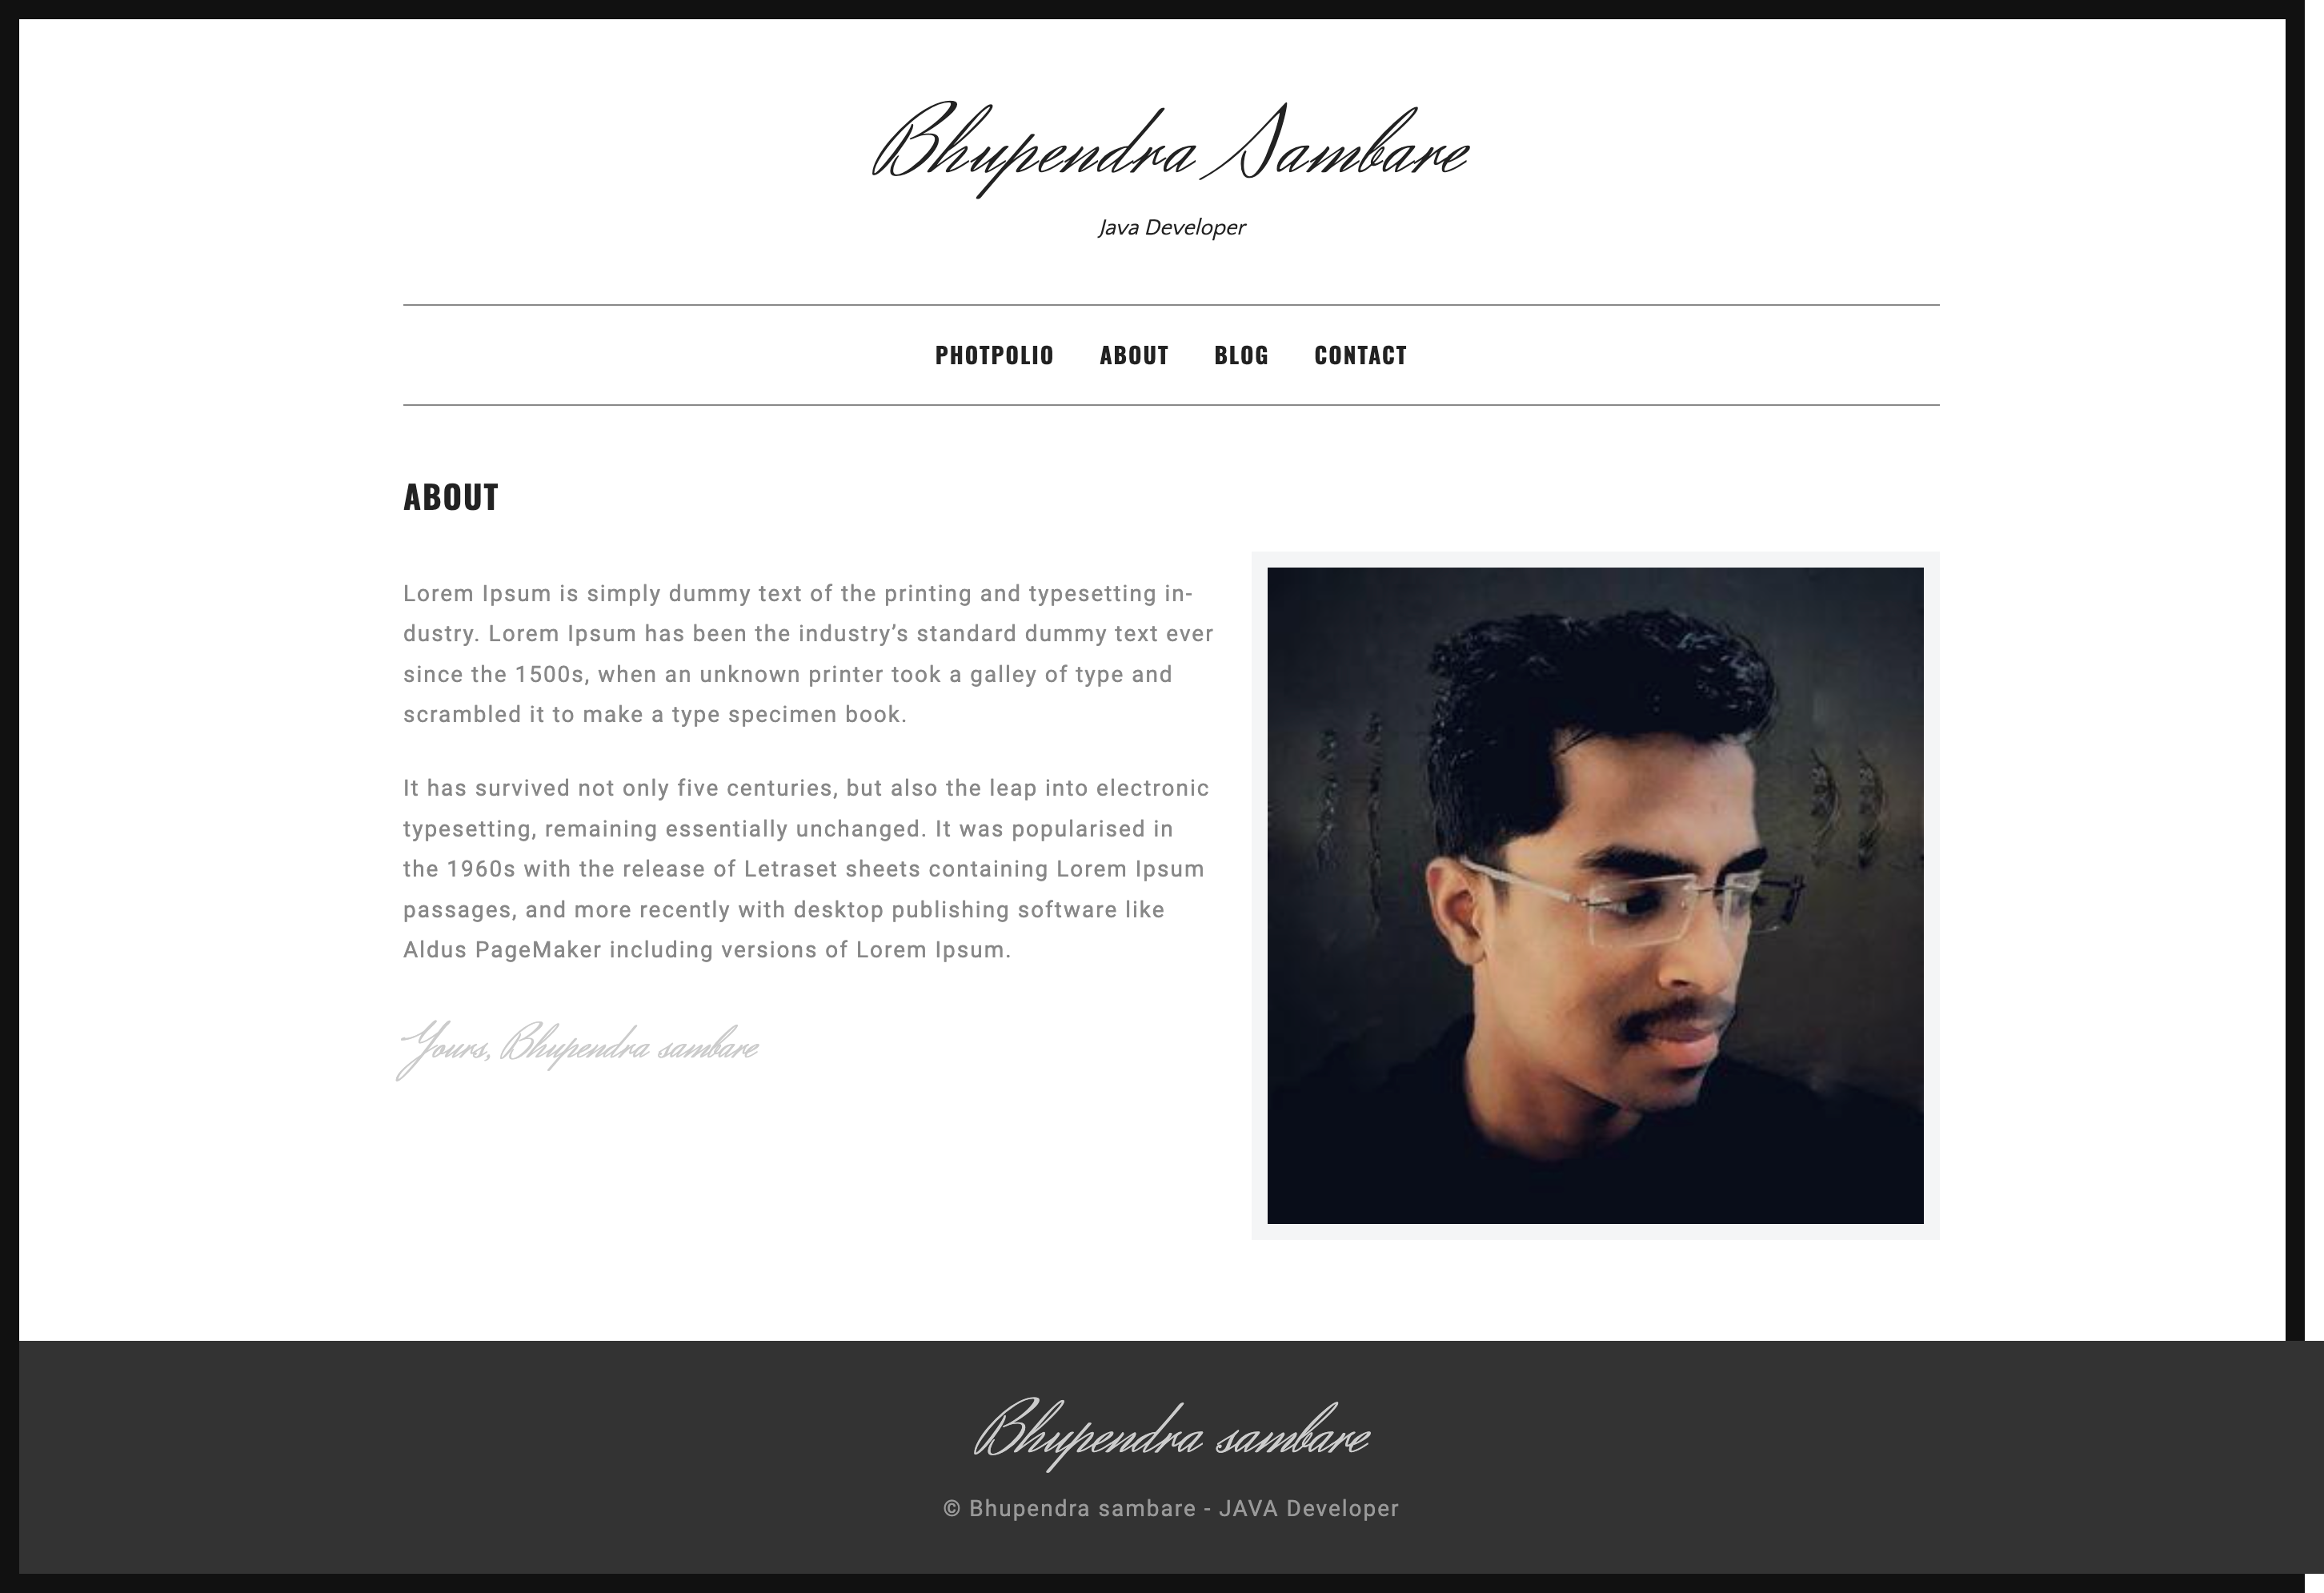 Bhupendra Sambare
Java Developer
PHOTPOLIO ABOUT BLOG CONTACT
ABOUT
Lorem Ipsum is simply dummy text of the printing and typesetting in-
dustry. Lorem Ipsum has been the industry’s standard dummy text ever
since the 1500s, when an unknown printer took a galley of type and
scrambled it to make a type specimen book.
It has survived not only five centuries, but also the leap into electronic
typesetting, remaining essentially unchanged. It was popularised in
the 1960s with the release of Letraset sheets containing Lorem Ipsum
passages, and more recently with desktop publishing software like
Aldus PageMaker including versions of Lorem Ipsum.
Yours, Bhupendra sambare
Bhupendra sambare
© Bhupendra sambare - JAVA Developer